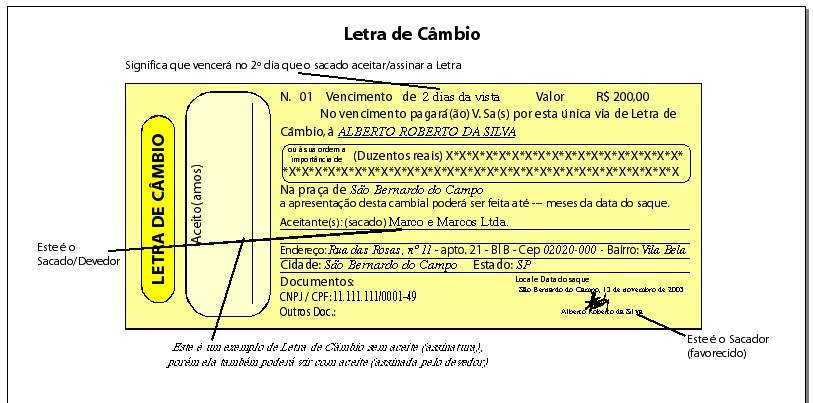 Letra de Câmbio
Significa que vencerá no 2º dia que o sacado aceitar/assinar a Letra
N. 01 Vencimento de 2 dias da vista Valor R$ 200,00
No vencimento pagará(ão) V. Sa(s) por esta única via de Letra de
Câmbio, à ALBERTO ROBERTO DA SILVA
ou à sua ordem a
importância de
(Duzentos reais) X*X*X*X*X*X*X*X*X*X*X*X*X*X*X*X*X*X*
*X*X*X*X*X*X*X*X*X*X*X*X*X*X*X*X*X*X*X*X*X*X*X*X*X*X*X*X*X*X
Na praça de São Bernardo do Campo
a apresentação desta cambial poderá ser feita até --- meses da data do saque.
Aceitante(s): (sacado) Marco e Marcos Ltda.
Endereço: Rua das Rosas, nº 11 - apto. 21 - Bl B - Cep 02020-000 - Bairro: Vila Bela
Cidade: São Bernardo do Campo Estado: SP
Documentos:
CNPJ / CPF: 11.111.111/0001-49
Outros Doc.:
Local e Data do saque
São Bernardo do Campo, 13 de novembro de 2003
Alberto Roberto da Silva
LETRA DE CÂMBIO
Aceito(amos)
Este é o
Sacado/Devedor
Este é o Sacador
(favorecido)
Este é um exemplo de Letra de Câmbio sem aceite (assinatura),
porém ela também poderá vir com aceite (assinada pelo devedor)